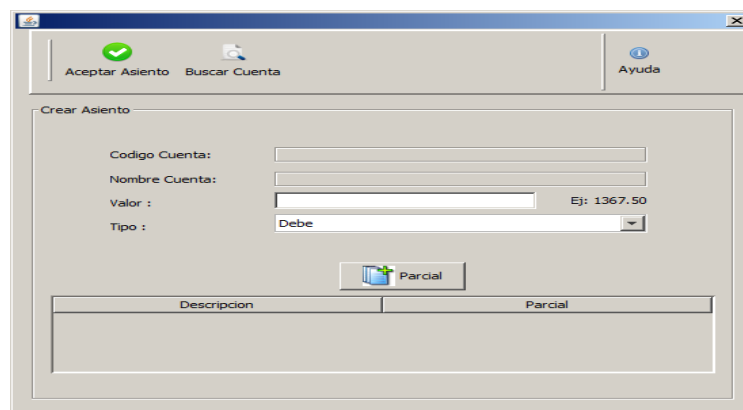 Aceptar Asiento Buscar Cuenta Ayuda
Crear Asiento
Codigo Cuenta:
Nombre Cuenta:
Valor : Ej: 1367.50
Tipo : Debe
Parcial
Descripcion Parcial